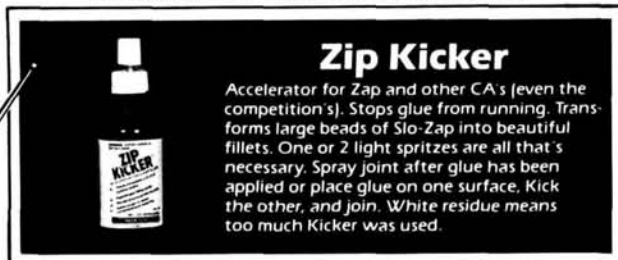 Zip Kicker
Accelerator for Zap and other CA's (even the
competition's). Stops glue from running. Trans-
forms large beads of Slo-Zap into beautiful
fillets. One or 2 light spritzes are all that's
necessary. Spray joint after glue has been
applied or place glue on one surface, Kick
the other, and join. White residue means
too much Kicker was used.
ZIP
KICKER